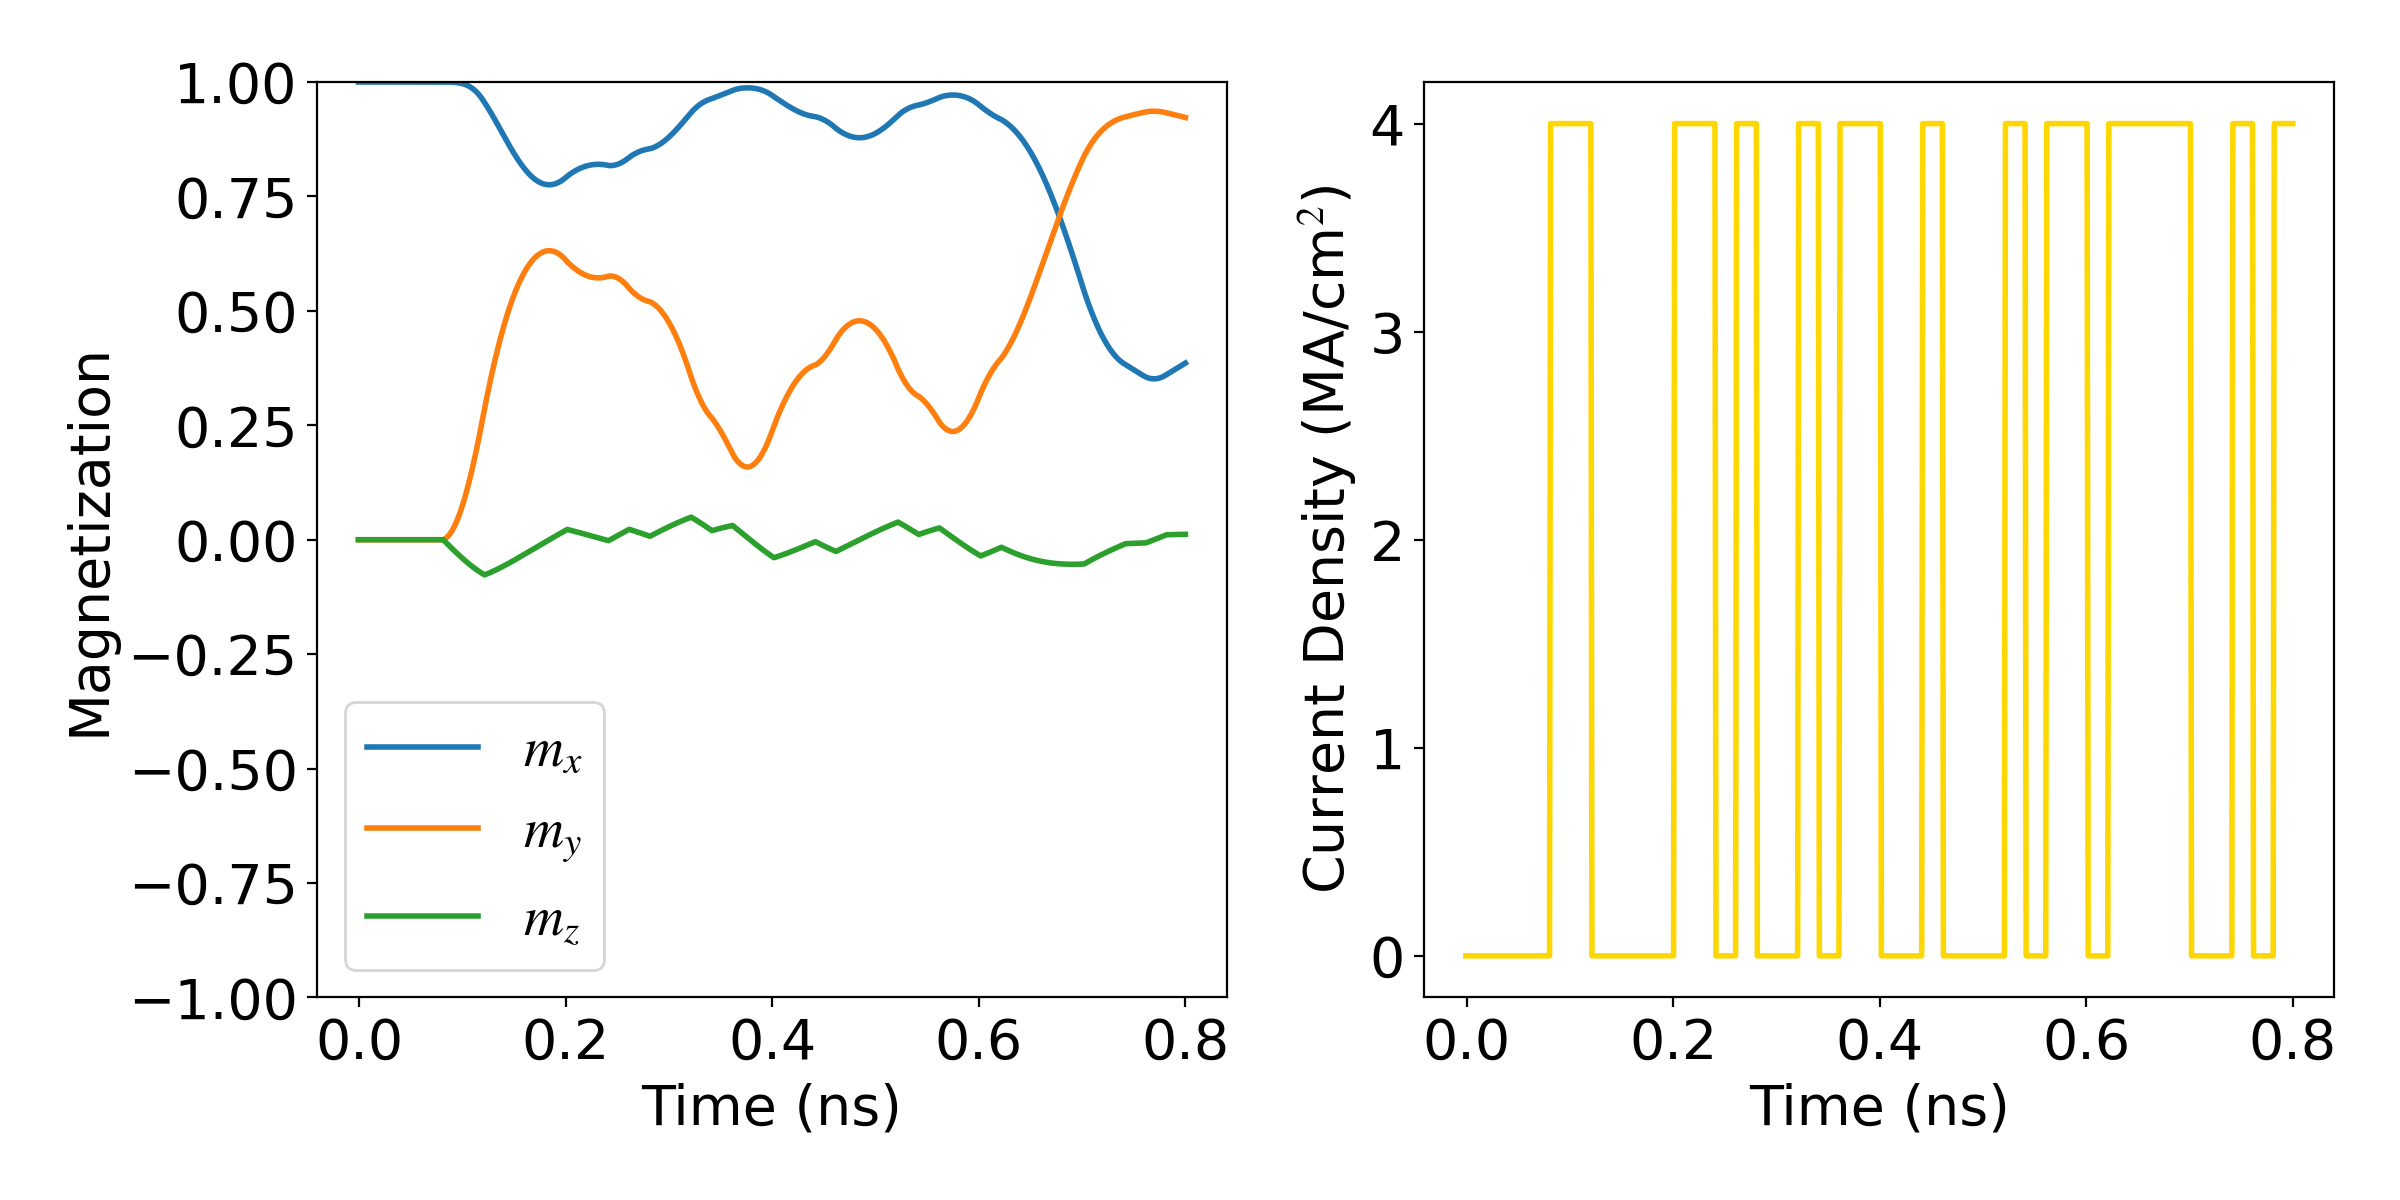 Magnetization
1.00
0.75
0.50
0.25
0.00
−0.25
−0.50
−0.75
−1.00
m_x
m_y
m_z
0.0 0.2 0.4 0.6 0.8
Time (ns)
Current Density (MA/cm²)
4
3
2
1
0
0.0 0.2 0.4 0.6 0.8
Time (ns)